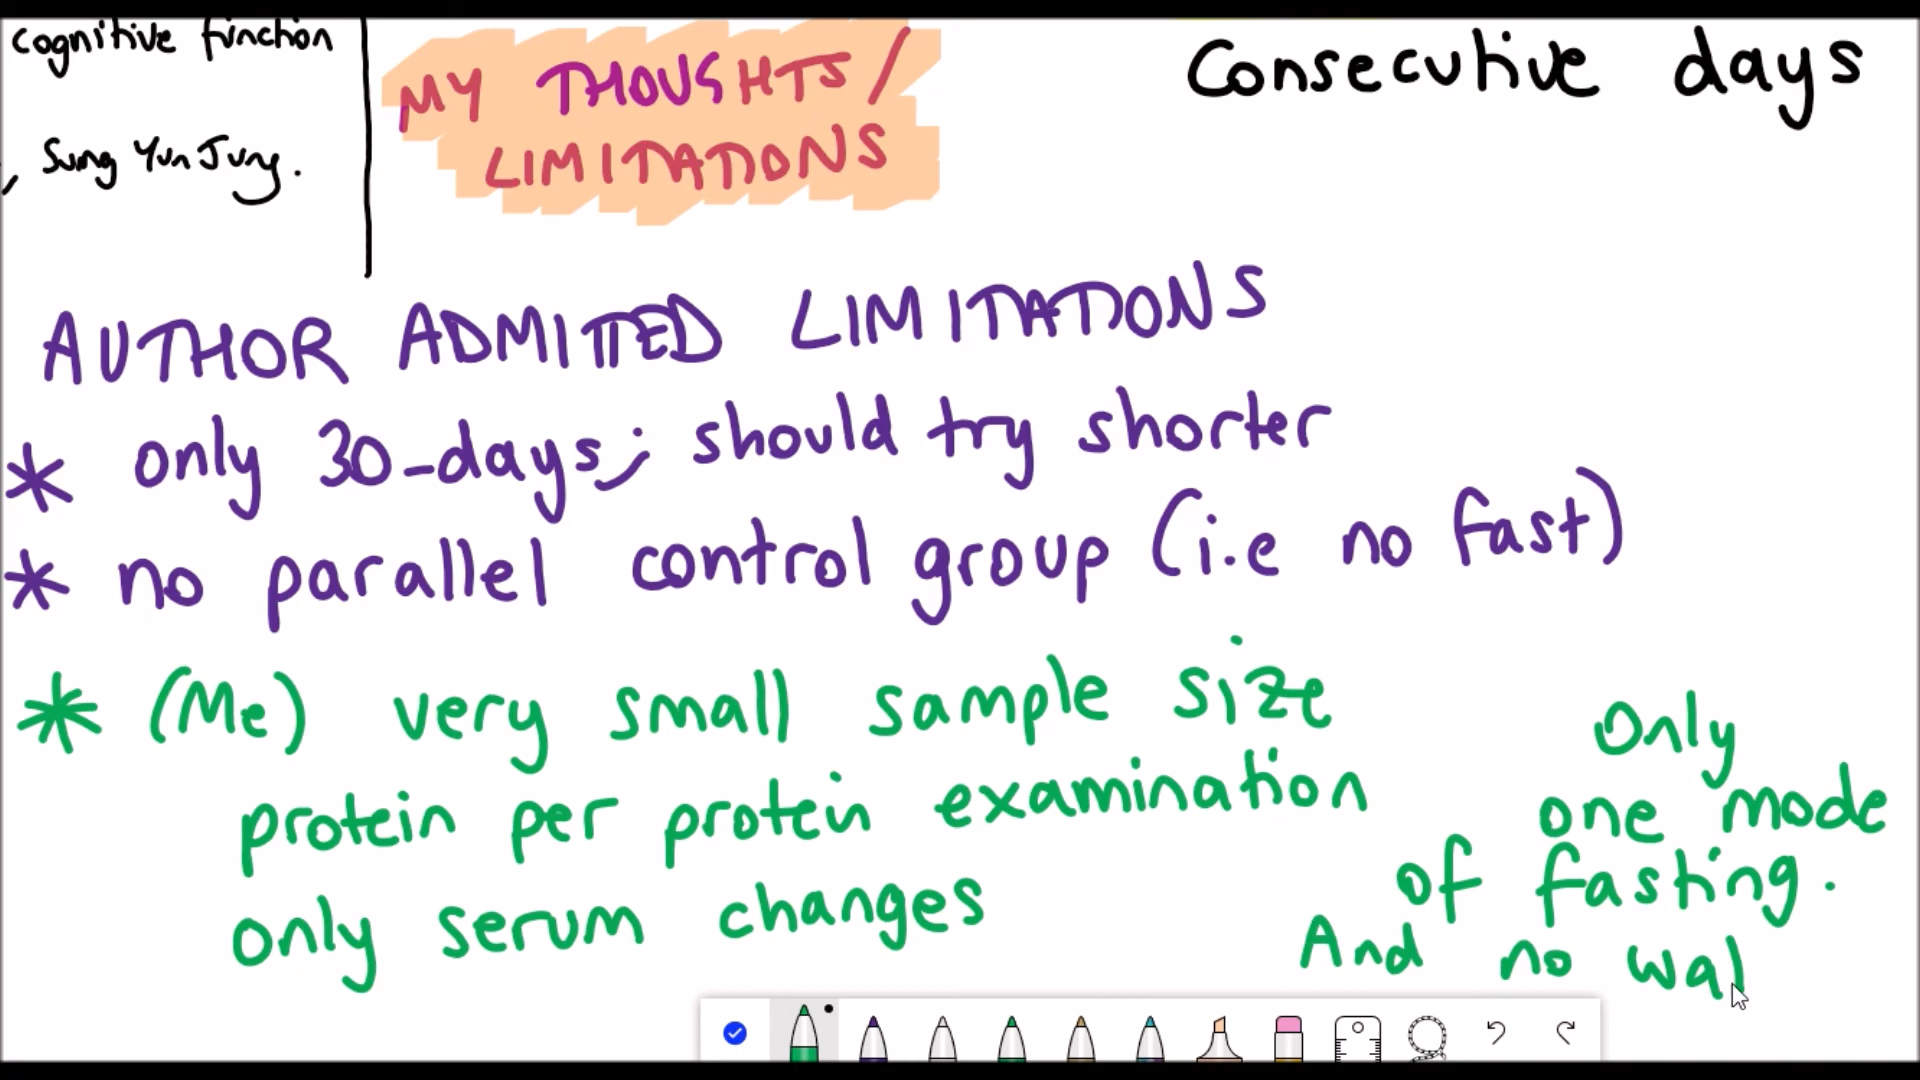 cognitive function
, Sung Yun Jung.
MY THOUGHTS/
LIMITATIONS
Consecutive days
AUTHOR ADMITTED LIMITATIONS
* only 30-days; should try shorter
* no parallel control group (i.e no fast)
* (Me) very small sample size
protein per protein examination
only serum changes
Only
one mode
of fasting.
And no wal